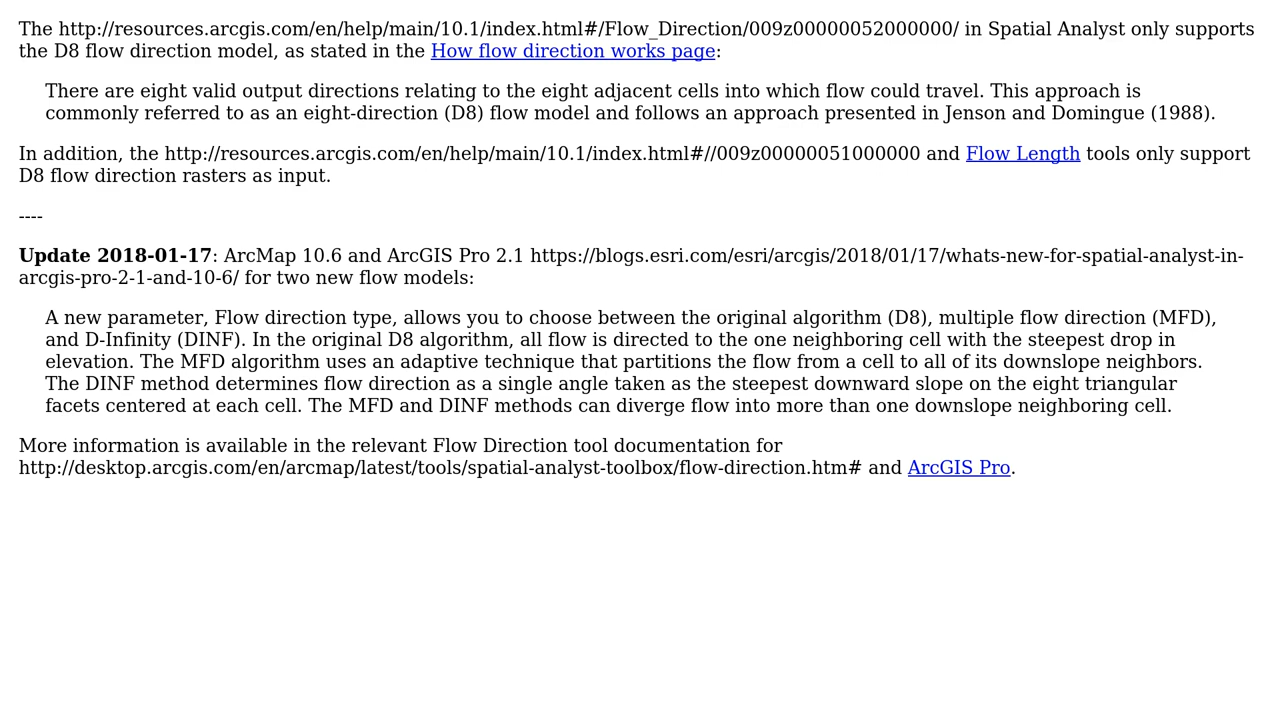 The http://resources.arcgis.com/en/help/main/10.1/index.html#/Flow_Direction/009z00000052000000/ in Spatial Analyst only supports
the D8 flow direction model, as stated in the How flow direction works page:
There are eight valid output directions relating to the eight adjacent cells into which flow could travel. This approach is
commonly referred to as an eight-direction (D8) flow model and follows an approach presented in Jenson and Domingue (1988).
In addition, the http://resources.arcgis.com/en/help/main/10.1/index.html#//009z00000051000000 and Flow Length tools only support
D8 flow direction rasters as input.
----
Update 2018-01-17: ArcMap 10.6 and ArcGIS Pro 2.1 https://blogs.esri.com/esri/arcgis/2018/01/17/whats-new-for-spatial-analyst-in-
arcgis-pro-2-1-and-10-6/ for two new flow models:
A new parameter, Flow direction type, allows you to choose between the original algorithm (D8), multiple flow direction (MFD),
and D-Infinity (DINF). In the original D8 algorithm, all flow is directed to the one neighboring cell with the steepest drop in
elevation. The MFD algorithm uses an adaptive technique that partitions the flow from a cell to all of its downslope neighbors.
The DINF method determines flow direction as a single angle taken as the steepest downward slope on the eight triangular
facets centered at each cell. The MFD and DINF methods can diverge flow into more than one downslope neighboring cell.
More information is available in the relevant Flow Direction tool documentation for
http://desktop.arcgis.com/en/arcmap/latest/tools/spatial-analyst-toolbox/flow-direction.htm# and ArcGIS Pro.